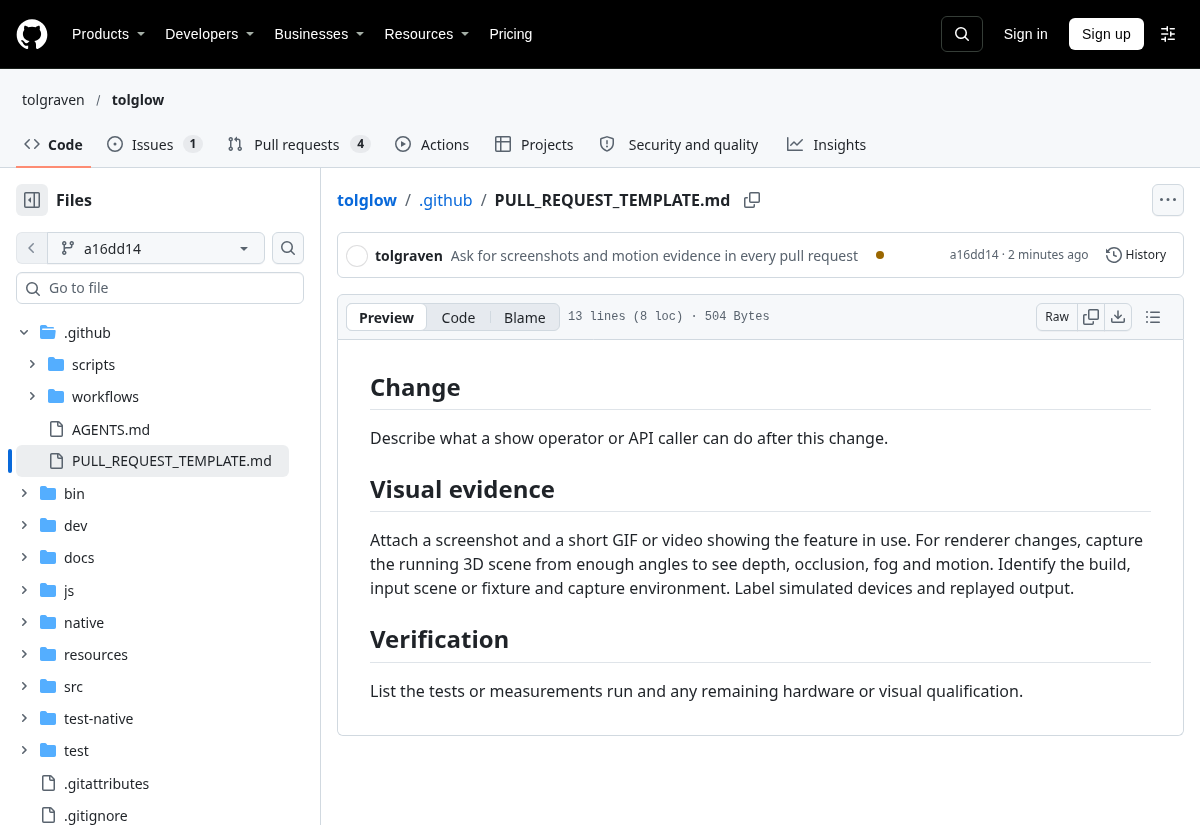 Products Developers Businesses Resources Pricing Sign in Sign up
tolgraven / tolglow
Code Issues 1 Pull requests 4 Actions Projects Security and quality Insights
Files
a16dd14
Go to file
.github
scripts
workflows
AGENTS.md
PULL_REQUEST_TEMPLATE.md
bin
dev
docs
js
native
resources
src
test-native
test
.gitattributes
.gitignore
tolglow / .github / PULL_REQUEST_TEMPLATE.md
tolgraven Ask for screenshots and motion evidence in every pull request a16dd14 · 2 minutes ago History
Preview Code Blame 13 lines (8 loc) · 504 Bytes Raw
Change
Describe what a show operator or API caller can do after this change.
Visual evidence
Attach a screenshot and a short GIF or video showing the feature in use. For renderer changes, capture
the running 3D scene from enough angles to see depth, occlusion, fog and motion. Identify the build,
input scene or fixture and capture environment. Label simulated devices and replayed output.
Verification
List the tests or measurements run and any remaining hardware or visual qualification.